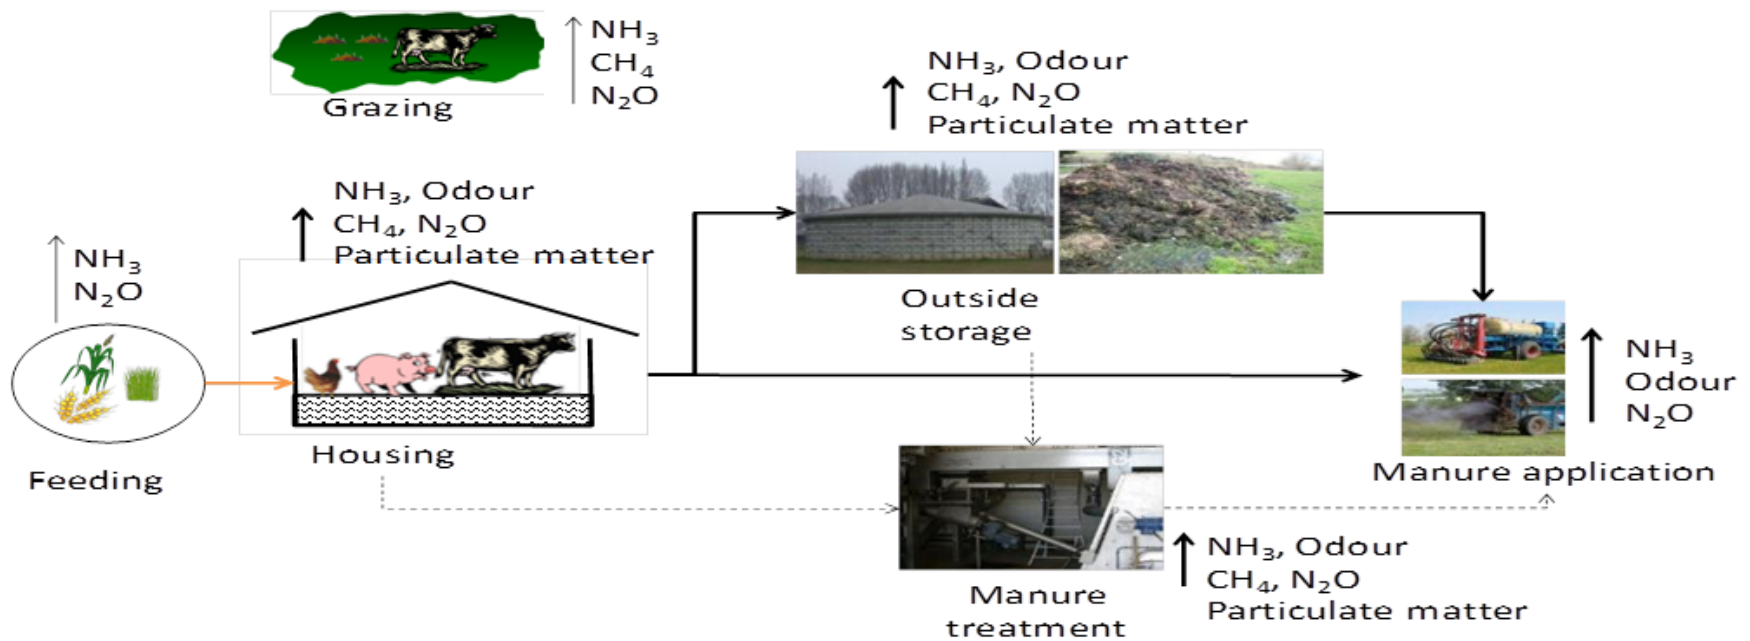 NH₃
CH₄
N₂O
Grazing
NH₃, Odour
CH₄, N₂O
Particulate matter
NH₃, Odour
CH₄, N₂O
Particulate matter
NH₃
N₂O
Feeding
Housing
Outside
storage
NH₃
Odour
N₂O
Manure application
Manure
treatment
NH₃, Odour
CH₄, N₂O
Particulate matter